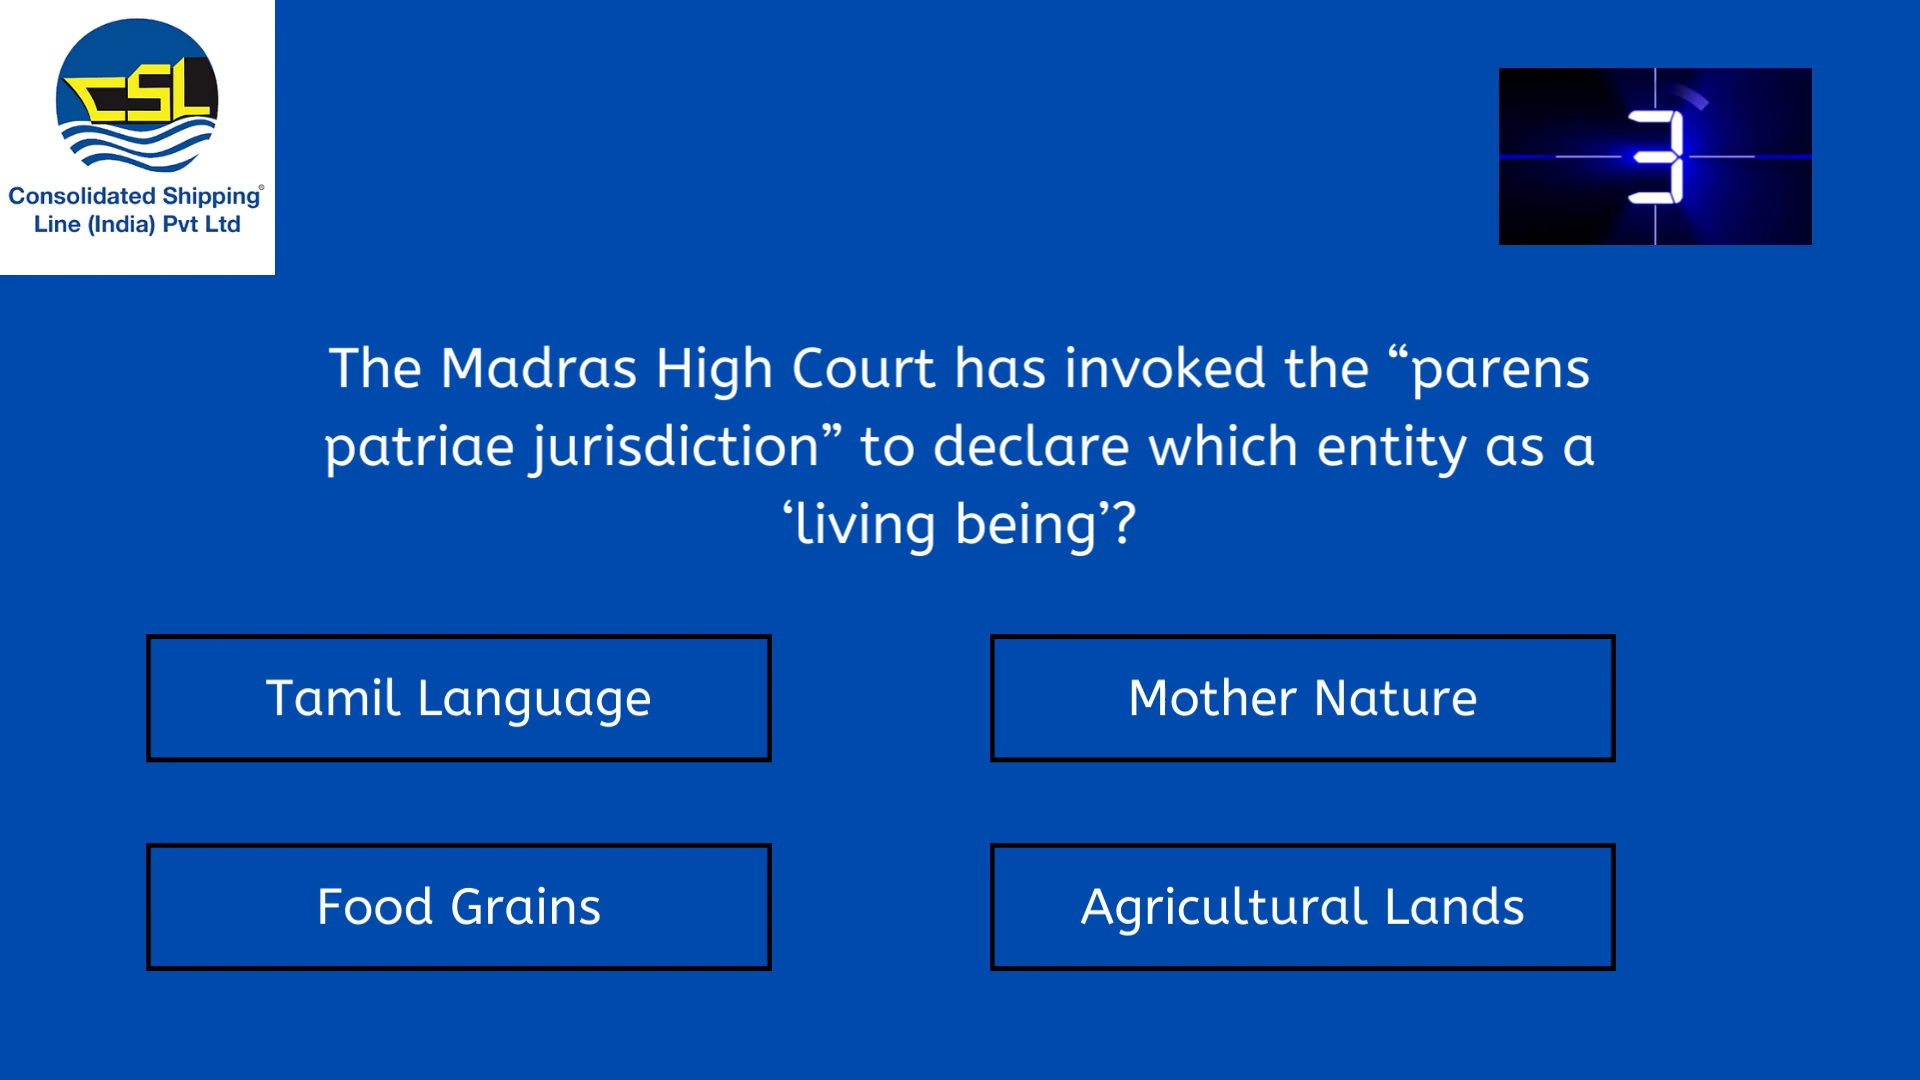 CSL
Consolidated Shipping®
Line (India) Pvt Ltd
3
The Madras High Court has invoked the “parens
patriae jurisdiction” to declare which entity as a
‘living being’?
Tamil Language
Mother Nature
Food Grains
Agricultural Lands